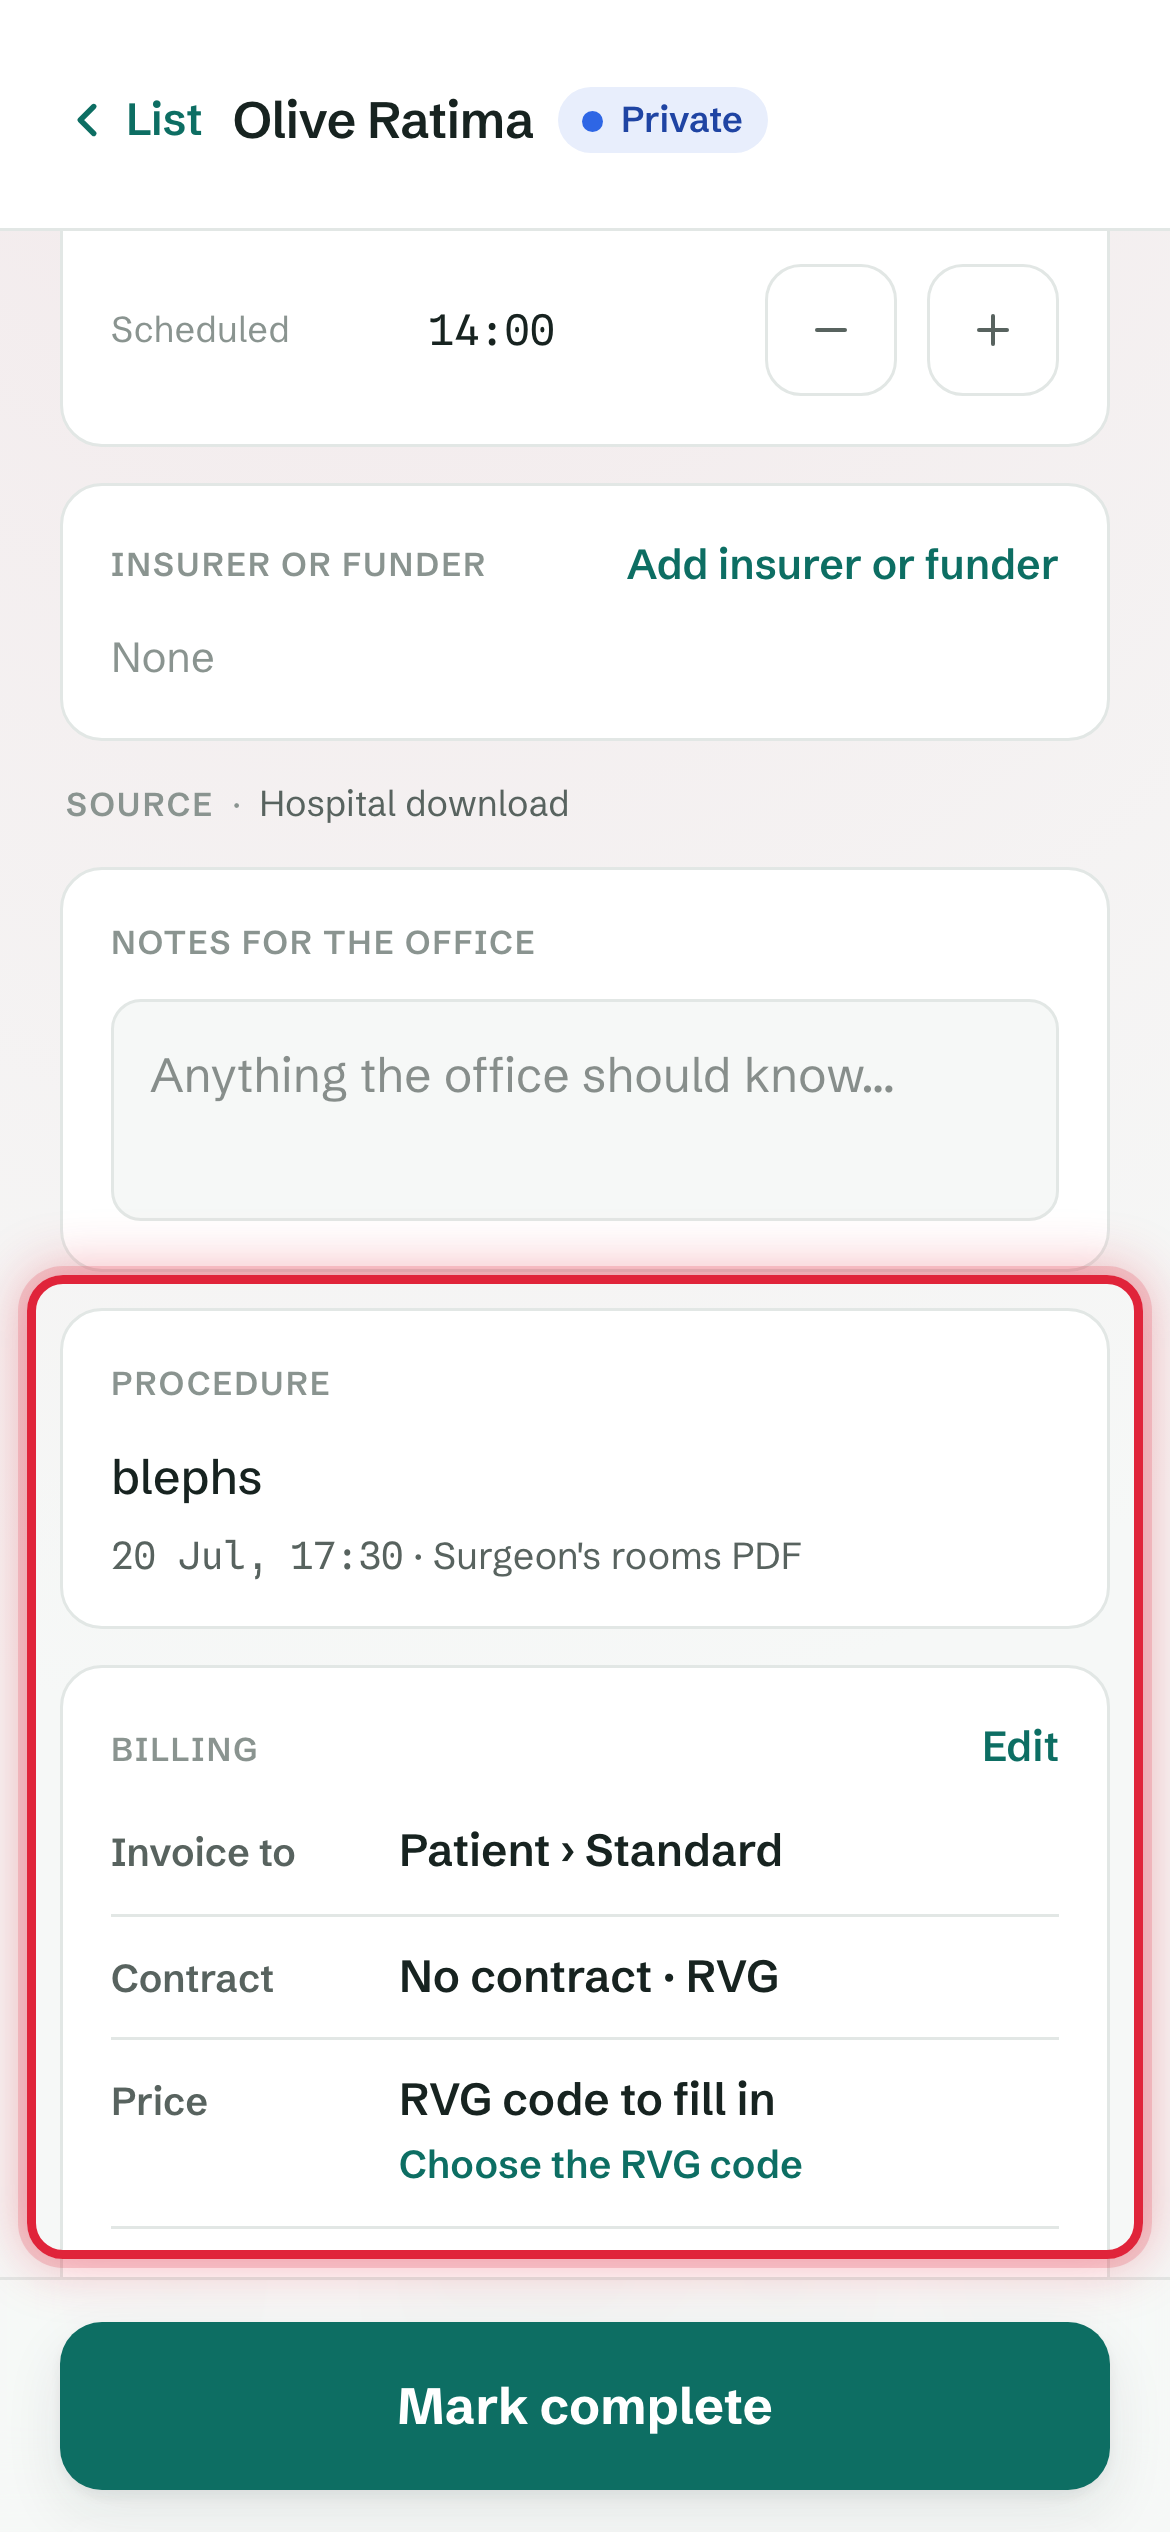 List Olive Ratima Private
Scheduled 14:00
INSURER OR FUNDER Add insurer or funder
None
SOURCE · Hospital download
NOTES FOR THE OFFICE
Anything the office should know...
PROCEDURE
blephs
20 Jul, 17:30 · Surgeon's rooms PDF
BILLING Edit
Invoice to Patient › Standard
Contract No contract · RVG
Price RVG code to fill in
Choose the RVG code
Mark complete